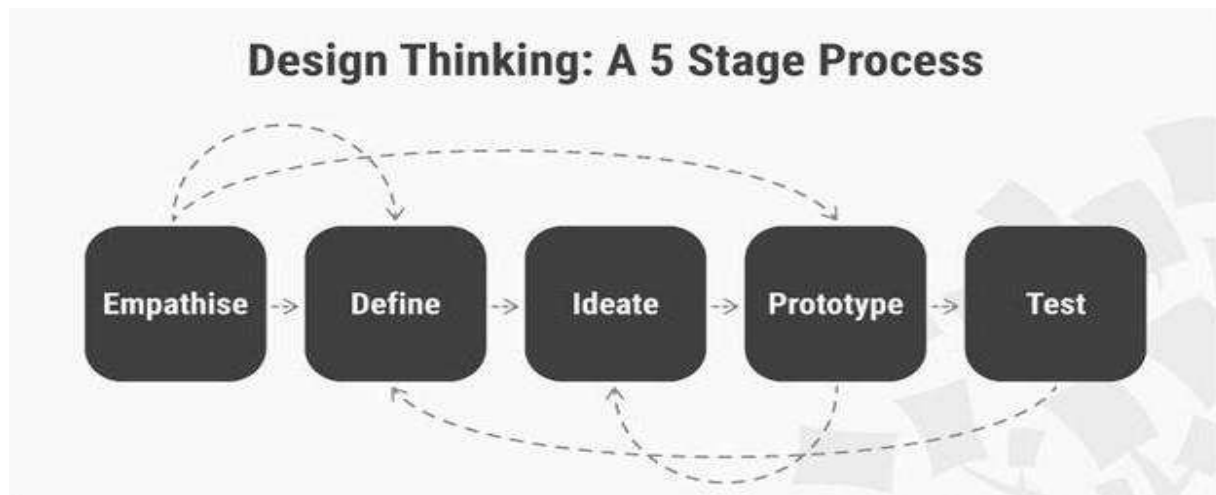 Design Thinking: A 5 Stage Process
Empathise
Define
Ideate
Prototype
Test